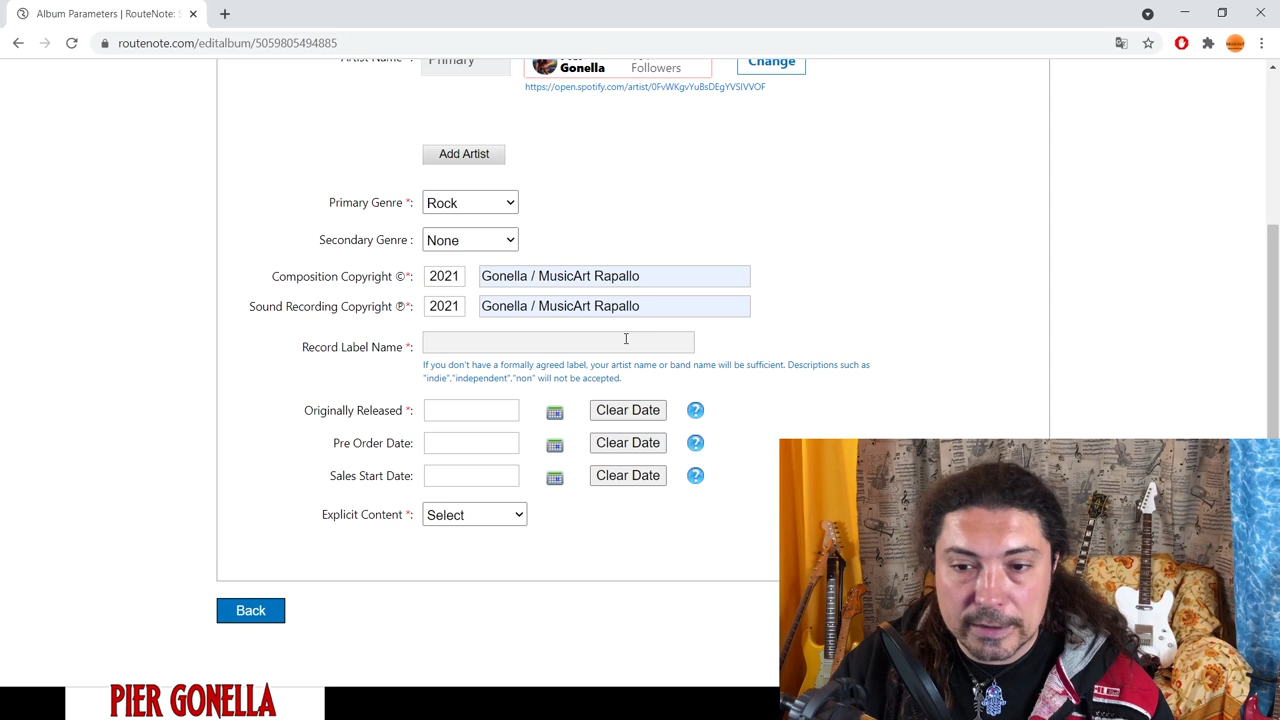 Album Parameters | RouteNote: S
routenote.com/editalbum/5059805494885
Artist Name
Primary
Gonella
Followers
Change
https://open.spotify.com/artist/0FvWKgvYuBsDEgYVSIVVOF
Add Artist
Primary Genre *: Rock
Secondary Genre : None
Composition Copyright ©*: 2021 Gonella / MusicArt Rapallo
Sound Recording Copyright ℗*: 2021 Gonella / MusicArt Rapallo
Record Label Name *:
If you don't have a formally agreed label, your artist name or band name will be sufficient. Descriptions such as
"indie","independent","non" will not be accepted.
Originally Released *: Clear Date ?
Pre Order Date: Clear Date ?
Sales Start Date: Clear Date ?
Explicit Content *: Select
Back
PIER GONELLA